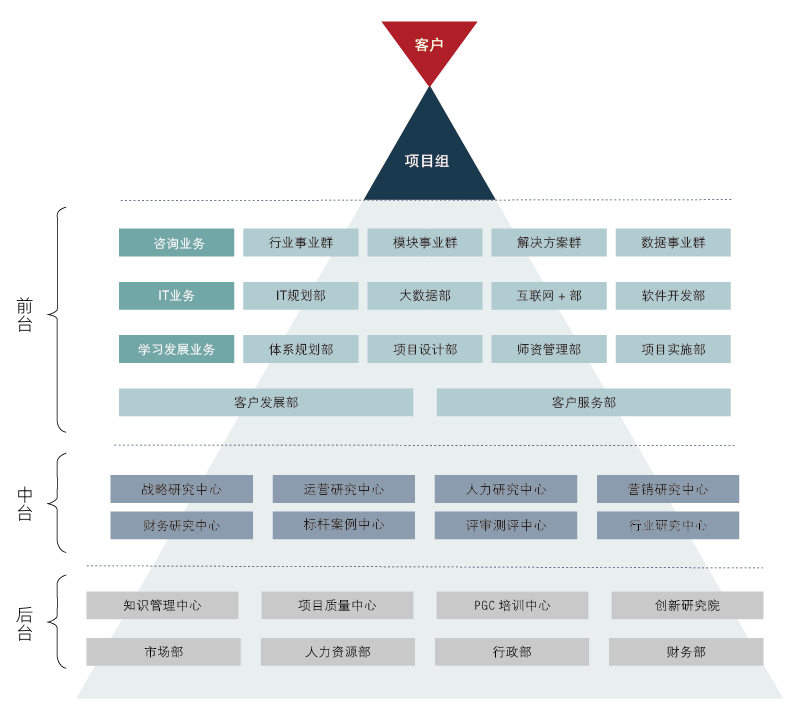 客户
项目组
前台
咨询业务 行业事业群 模块事业群 解决方案群 数据事业群
IT业务 IT规划部 大数据部 互联网 + 部 软件开发部
学习发展业务 体系规划部 项目设计部 师资管理部 项目实施部
客户发展部 客户服务部
中台
战略研究中心 运营研究中心 人力研究中心 营销研究中心
财务研究中心 标杆案例中心 评审测评中心 行业研究中心
后台
知识管理中心 项目质量中心 PGC 培训中心 创新研究院
市场部 人力资源部 行政部 财务部